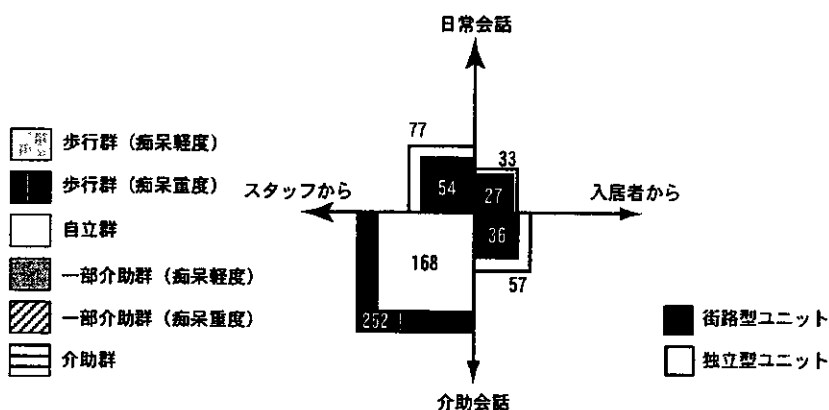 日常会話
77
33
54
27
スタッフから
入居者から
36
168
57
252
介助会話
歩行群（痴呆軽度）
歩行群（痴呆重度）
自立群
一部介助群（痴呆軽度）
一部介助群（痴呆重度）
介助群
街路型ユニット
独立型ユニット